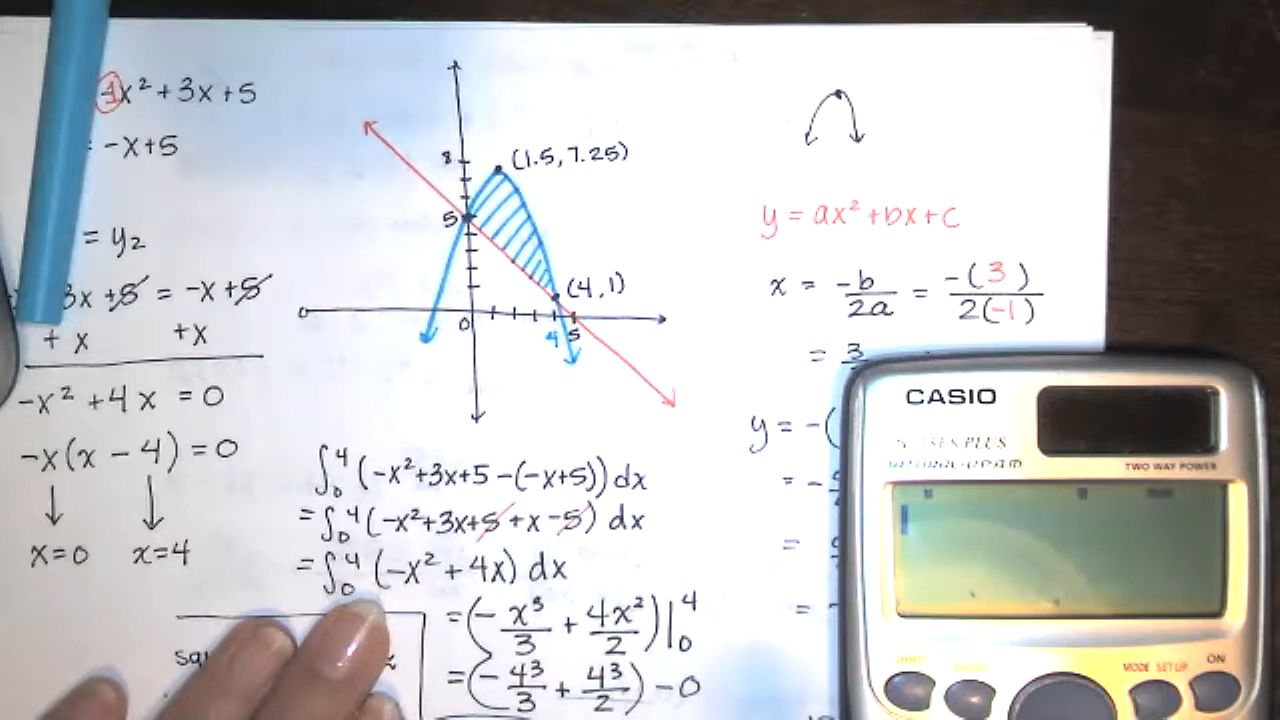 -1x² + 3x + 5
= -x+5
= y₂
3x +5 = -x +5
+ x +x
-x² + 4x = 0
-x(x - 4) = 0
x=0 x=4
8
(1.5, 7.25)
5
(4, 1)
0
4 5
∫₀⁴ (-x²+3x+5 -(-x+5)) dx
= ∫₀⁴ (-x²+3x+5 +x -5) dx
= ∫₀⁴ (-x² + 4x) dx
= (- x³/3 + 4x²/2)|₀⁴
= (- 4³/3 + 4³/2) - 0
y = ax² + bx + c
x = -b/2a = -(3)/2(-1)
= 3
y = -(
= -
=
=
CASIO
TWO WAY POWER
MODE SETUP ON